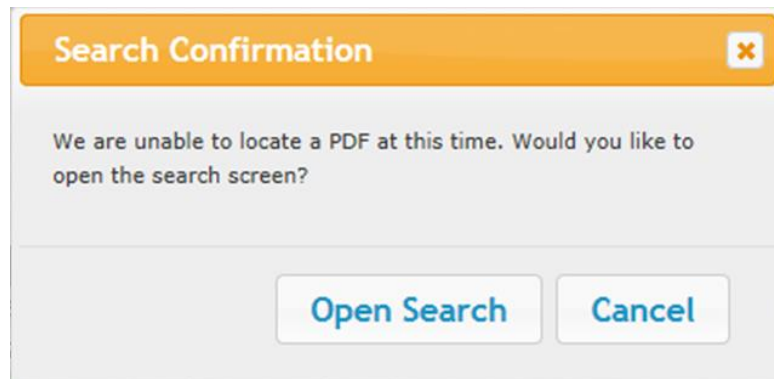 Search Confirmation
We are unable to locate a PDF at this time. Would you like to
open the search screen?
Open Search
Cancel